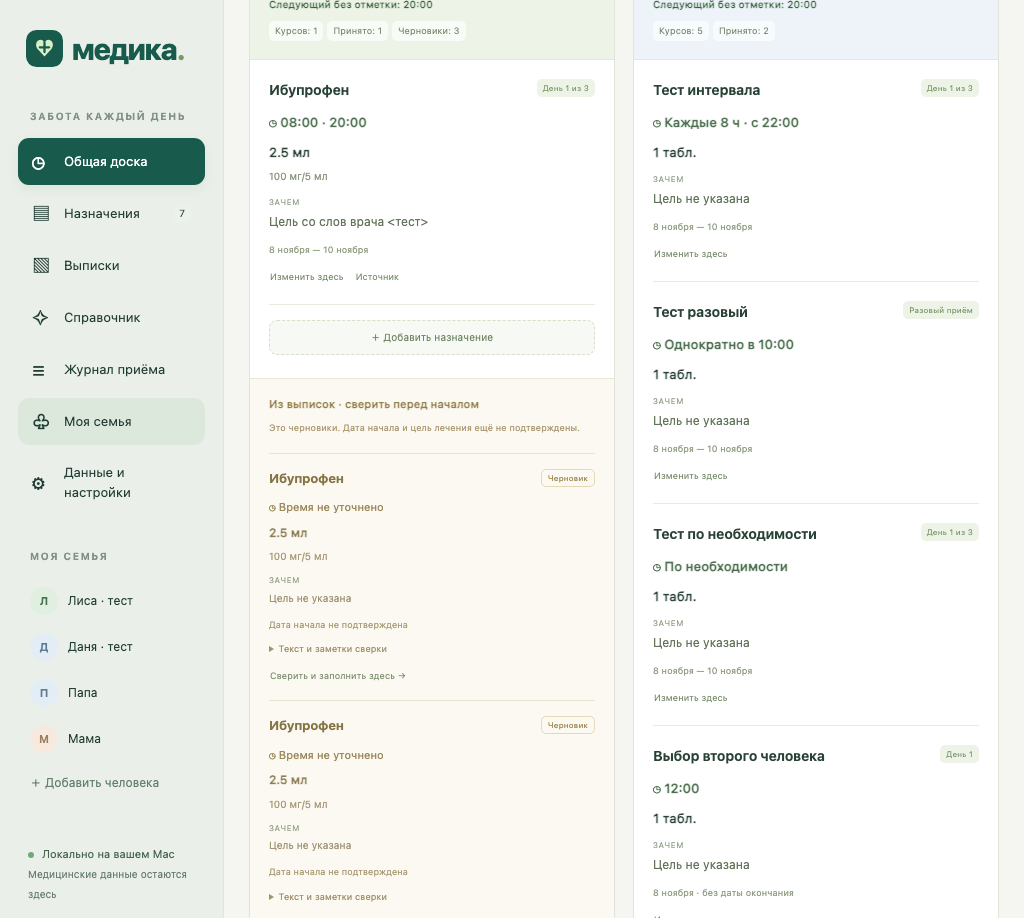 медика.
ЗАБОТА КАЖДЫЙ ДЕНЬ
Общая доска
Назначения 7
Выписки
Справочник
Журнал приёма
Моя семья
Данные и
настройки
МОЯ СЕМЬЯ
Л Лиса · тест
Д Даня · тест
П Папа
М Мама
+ Добавить человека
Локально на вашем Mac
Медицинские данные остаются
здесь
Следующий без отметки: 20:00
Курсов: 1 Принято: 1 Черновики: 3
Ибупрофен День 1 из 3
08:00 · 20:00
2.5 мл
100 мг/5 мл
ЗАЧЕМ
Цель со слов врача <тест>
8 ноября — 10 ноября
Изменить здесь Источник
+ Добавить назначение
Из выписок · сверить перед началом
Это черновики. Дата начала и цель лечения ещё не подтверждены.
Ибупрофен Черновик
Время не уточнено
2.5 мл
100 мг/5 мл
ЗАЧЕМ
Цель не указана
Дата начала не подтверждена
Текст и заметки сверки
Сверить и заполнить здесь →
Ибупрофен Черновик
Время не уточнено
2.5 мл
100 мг/5 мл
ЗАЧЕМ
Цель не указана
Дата начала не подтверждена
Текст и заметки сверки
Следующий без отметки: 20:00
Курсов: 5 Принято: 2
Тест интервала День 1 из 3
Каждые 8 ч · с 22:00
1 табл.
ЗАЧЕМ
Цель не указана
8 ноября — 10 ноября
Изменить здесь
Тест разовый Разовый приём
Однократно в 10:00
1 табл.
ЗАЧЕМ
Цель не указана
8 ноября — 10 ноября
Изменить здесь
Тест по необходимости День 1 из 3
По необходимости
1 табл.
ЗАЧЕМ
Цель не указана
8 ноября — 10 ноября
Изменить здесь
Выбор второго человека День 1
12:00
1 табл.
ЗАЧЕМ
Цель не указана
8 ноября · без даты окончания